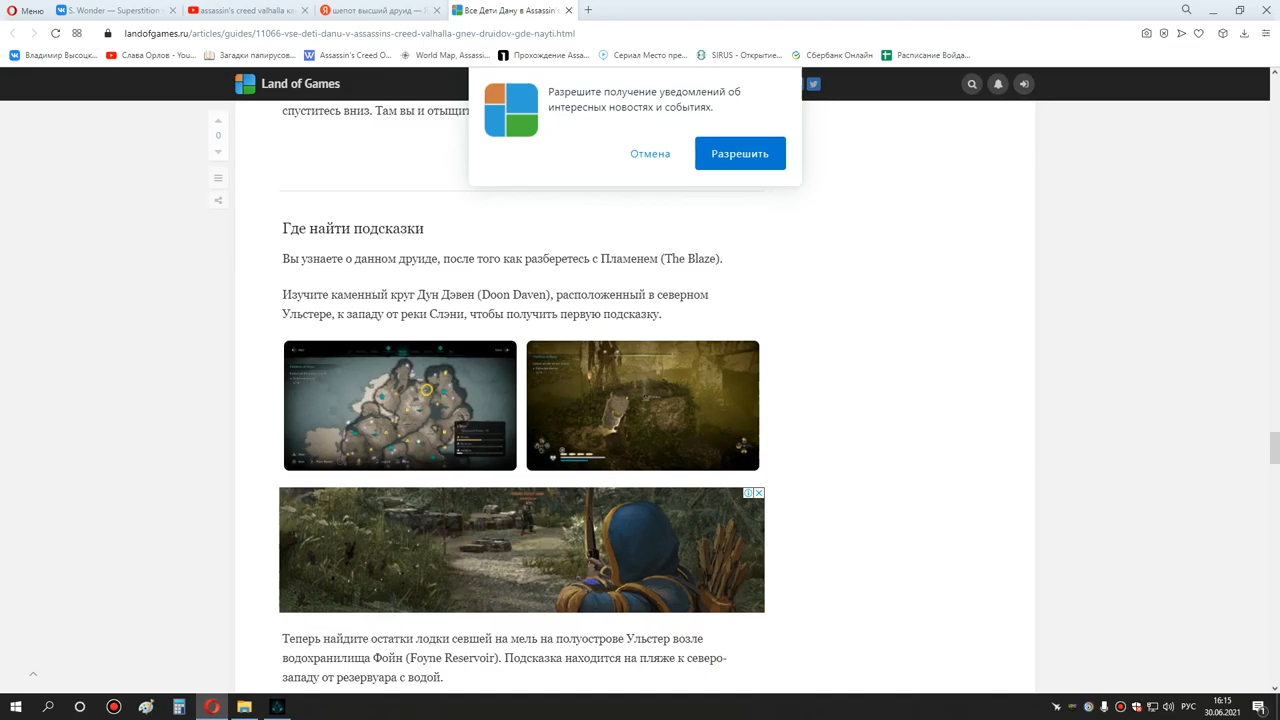 Меню
S. Wonder — Superstition
assassin's creed valhalla ка
шепот высший друид —
Все Дети Дану в Assassin's
landofgames.ru/articles/guides/11066-vse-deti-danu-v-assassins-creed-valhalla-gnev-druidov-gde-nayti.html
Владимир Высоцк...
Слава Орлов - You...
Загадки папирусов...
Assassin's Creed O...
World Map, Assassi...
Прохождение Assa...
Сериал Место пре...
SIRUS - Открытие...
Сбербанк Онлайн
Расписание Войда...
Land of Games
Разрешите получение уведомлений об
интересных новостях и событиях.
Отмена
Разрешить
спуститесь вниз. Там вы и отыщит
0
Где найти подсказки
Вы узнаете о данном друиде, после того как разберетесь с Пламенем (The Blaze).
Изучите каменный круг Дун Дэвен (Doon Daven), расположенный в северном
Ульстере, к западу от реки Слэни, чтобы получить первую подсказку.
Теперь найдите остатки лодки севшей на мель на полуострове Ульстер возле
водохранилища Фойн (Foyne Reservoir). Подсказка находится на пляже к северо-
западу от резервуара с водой.
РУС
16:15
30.06.2021
1